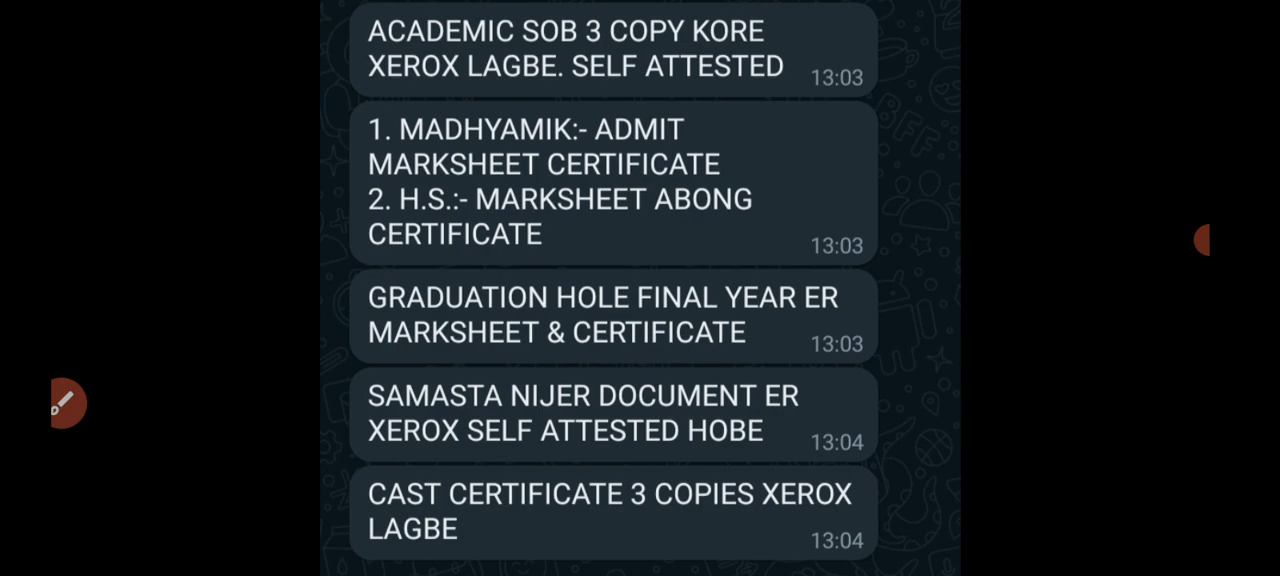 ACADEMIC SOB 3 COPY KORE
XEROX LAGBE. SELF ATTESTED
13:03
1. MADHYAMIK:- ADMIT
MARKSHEET CERTIFICATE
2. H.S.:- MARKSHEET ABONG
CERTIFICATE
13:03
GRADUATION HOLE FINAL YEAR ER
MARKSHEET & CERTIFICATE
13:03
SAMASTA NIJER DOCUMENT ER
XEROX SELF ATTESTED HOBE
13:04
CAST CERTIFICATE 3 COPIES XEROX
LAGBE
13:04